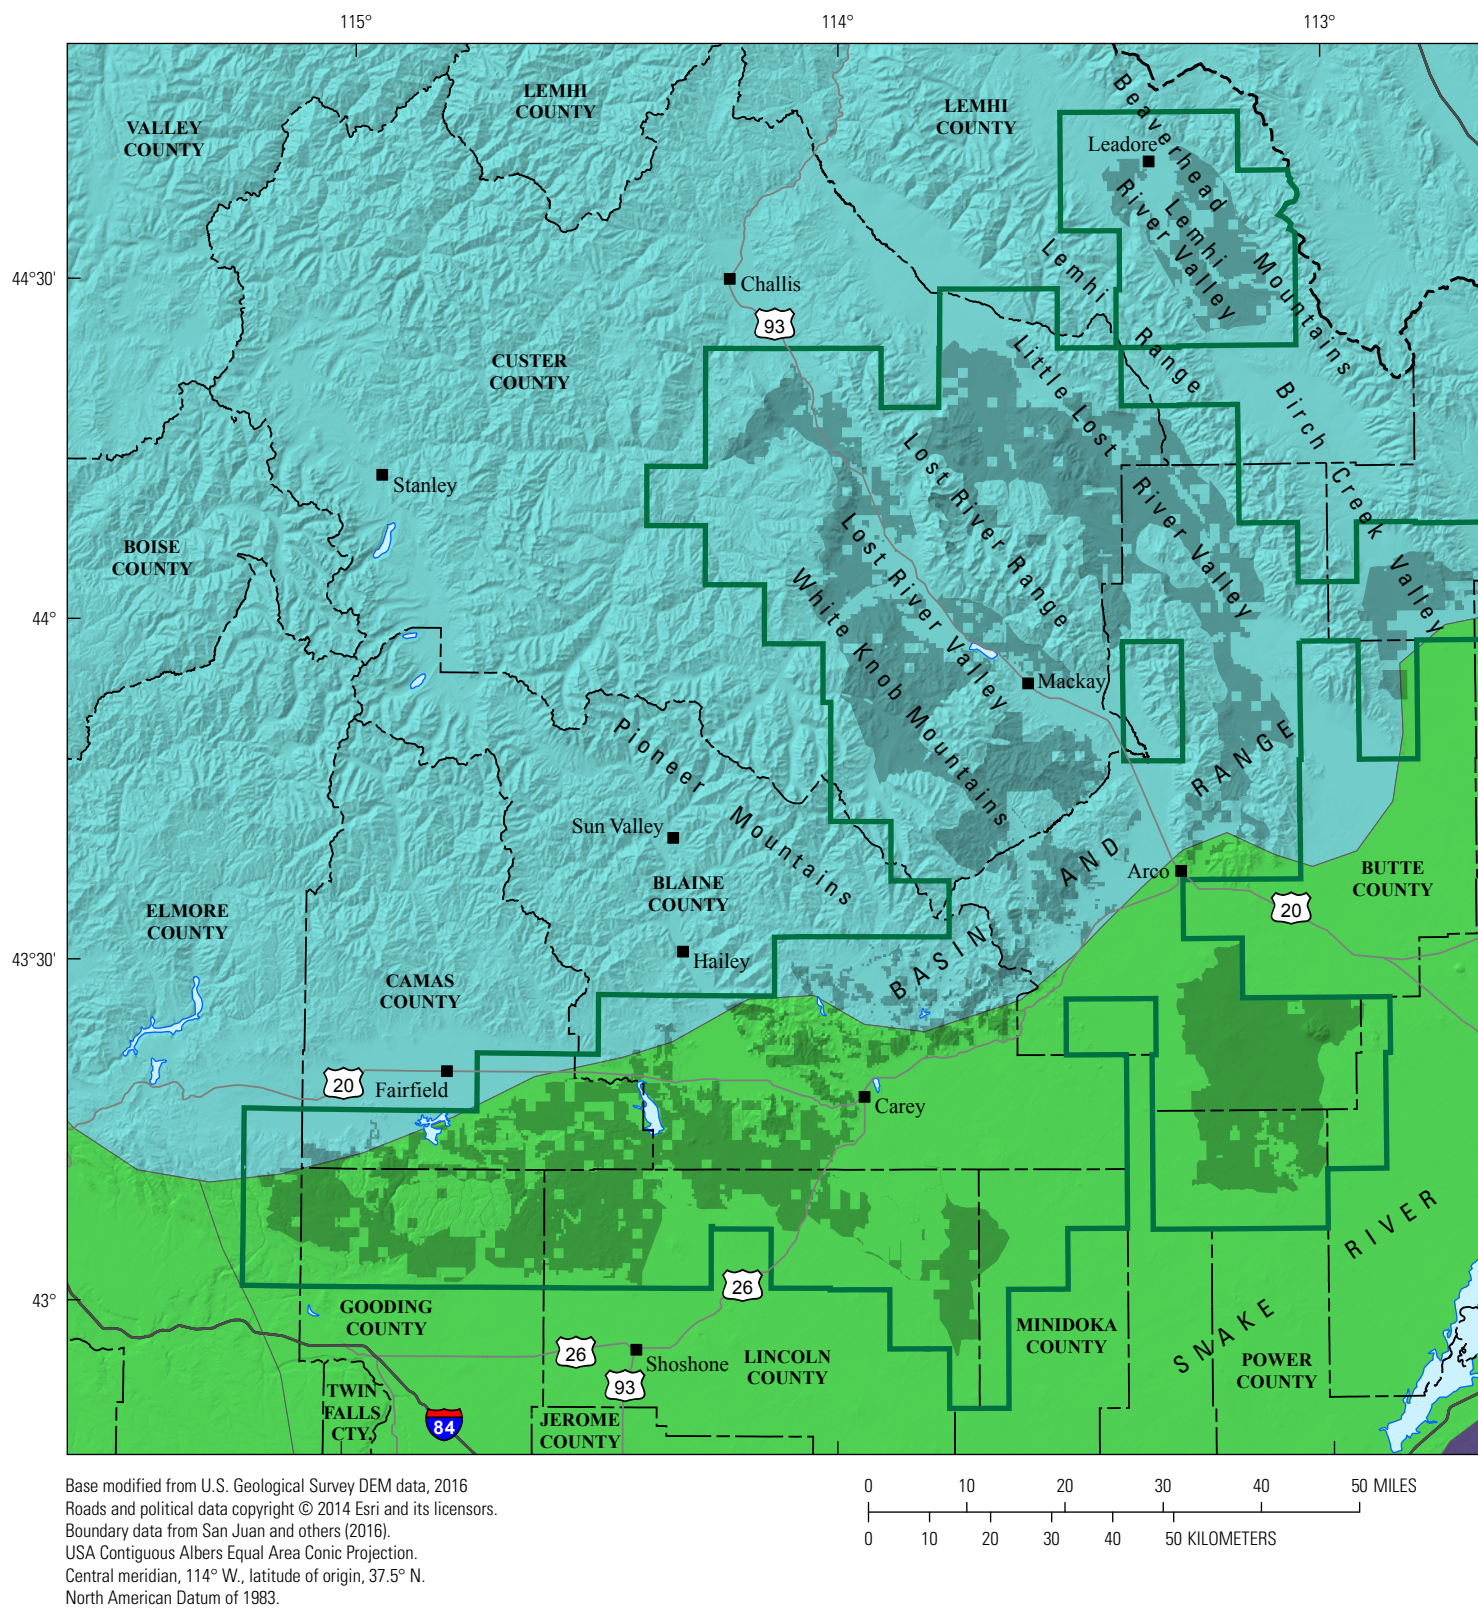 115°
114°
113°
44°30'
44°
43°30'
43°
VALLEY
COUNTY
LEMHI
COUNTY
LEMHI
COUNTY
Beaverhead Mountains
Leadore
Lemhi
River Valley
Lemhi Range
Challis
93
CUSTER
COUNTY
Little Lost
River Valley
Birch Creek Valley
Lost River Range
Stanley
Lost River Valley
BOISE
COUNTY
White Knob Mountains
Mackay
Pioneer Mountains
Sun Valley
BASIN AND RANGE
Arco
BUTTE
COUNTY
BLAINE
COUNTY
20
ELMORE
COUNTY
Hailey
CAMAS
COUNTY
20
Fairfield
Carey
SNAKE RIVER
26
GOODING
COUNTY
MINIDOKA
COUNTY
26
Shoshone
LINCOLN
COUNTY
POWER
COUNTY
93
TWIN
FALLS
CTY.
84
JEROME
COUNTY
Base modified from U.S. Geological Survey DEM data, 2016
Roads and political data copyright © 2014 Esri and its licensors.
Boundary data from San Juan and others (2016).
USA Contiguous Albers Equal Area Conic Projection.
Central meridian, 114° W., latitude of origin, 37.5° N.
North American Datum of 1983.
0 10 20 30 40 50 MILES
0 10 20 30 40 50 KILOMETERS